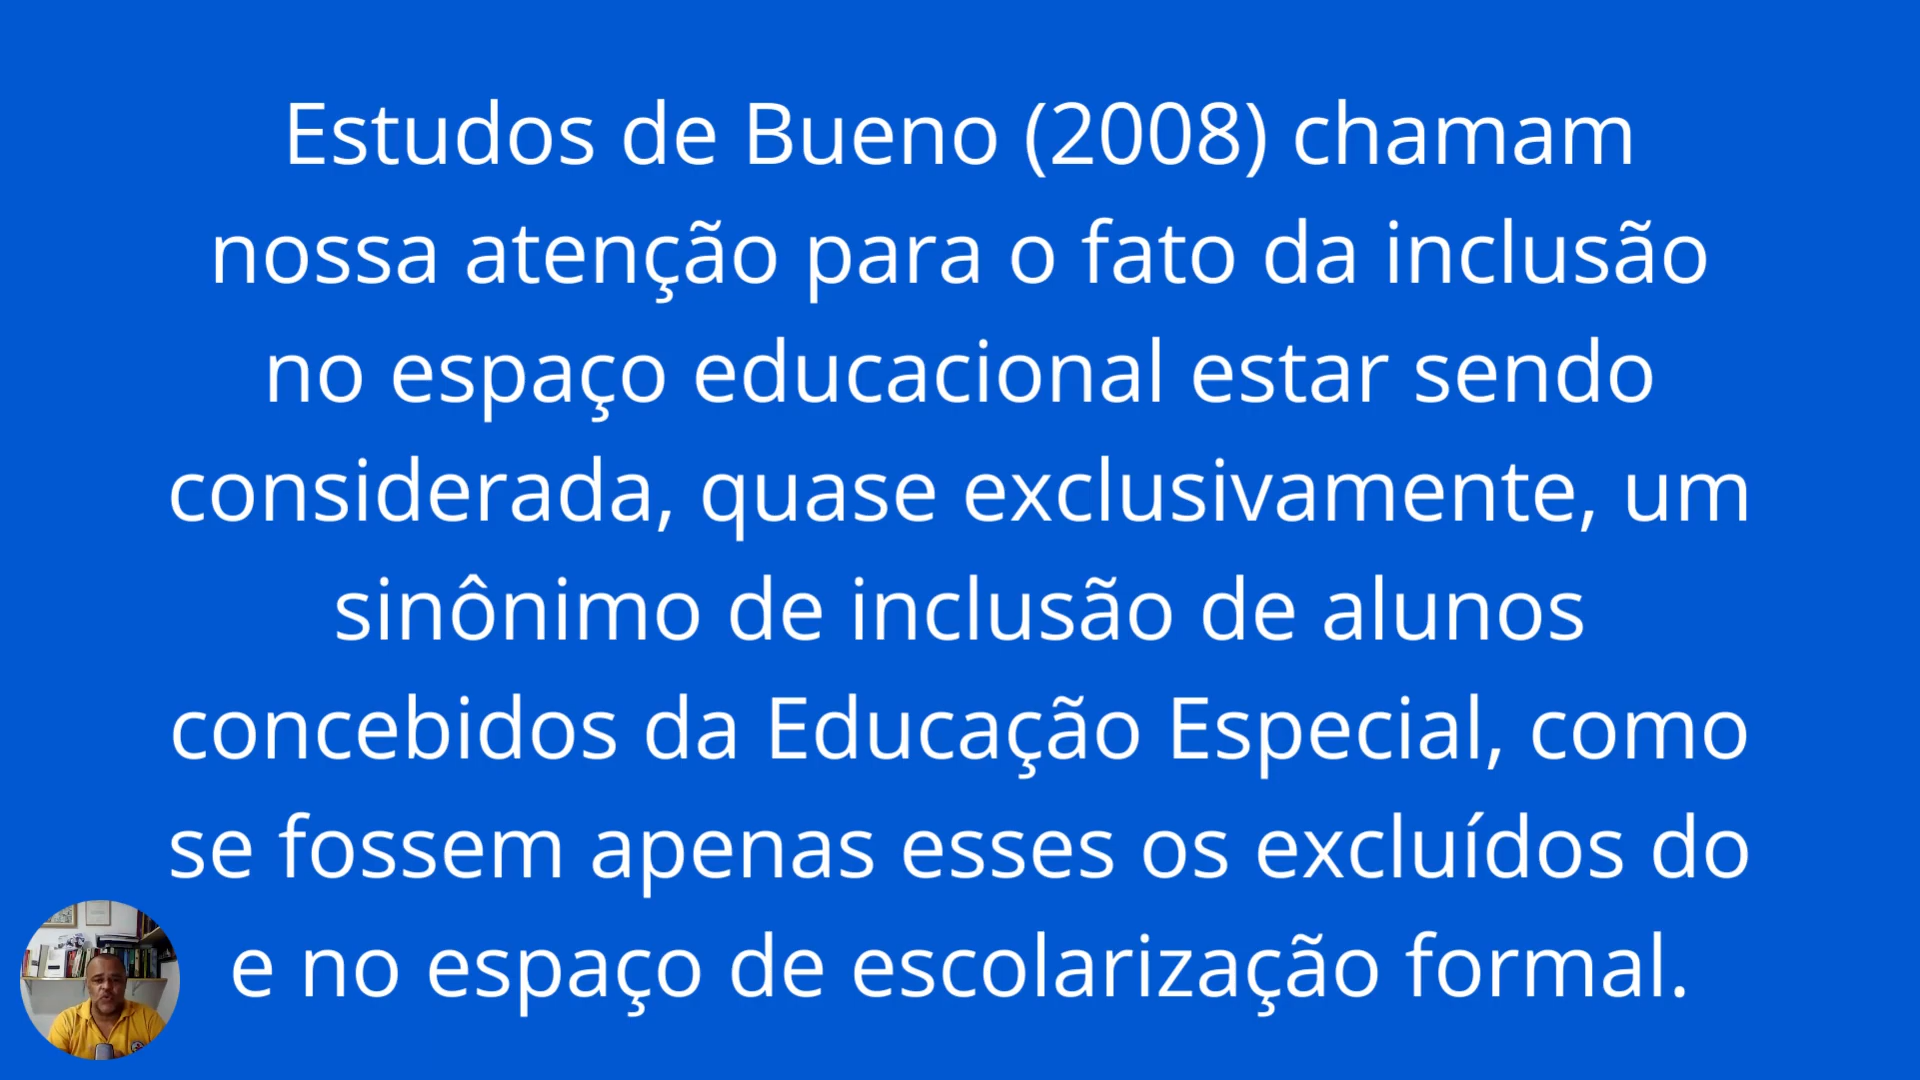 Estudos de Bueno (2008) chamam
nossa atenção para o fato da inclusão
no espaço educacional estar sendo
considerada, quase exclusivamente, um
sinônimo de inclusão de alunos
concebidos da Educação Especial, como
se fossem apenas esses os excluídos do
e no espaço de escolarização formal.